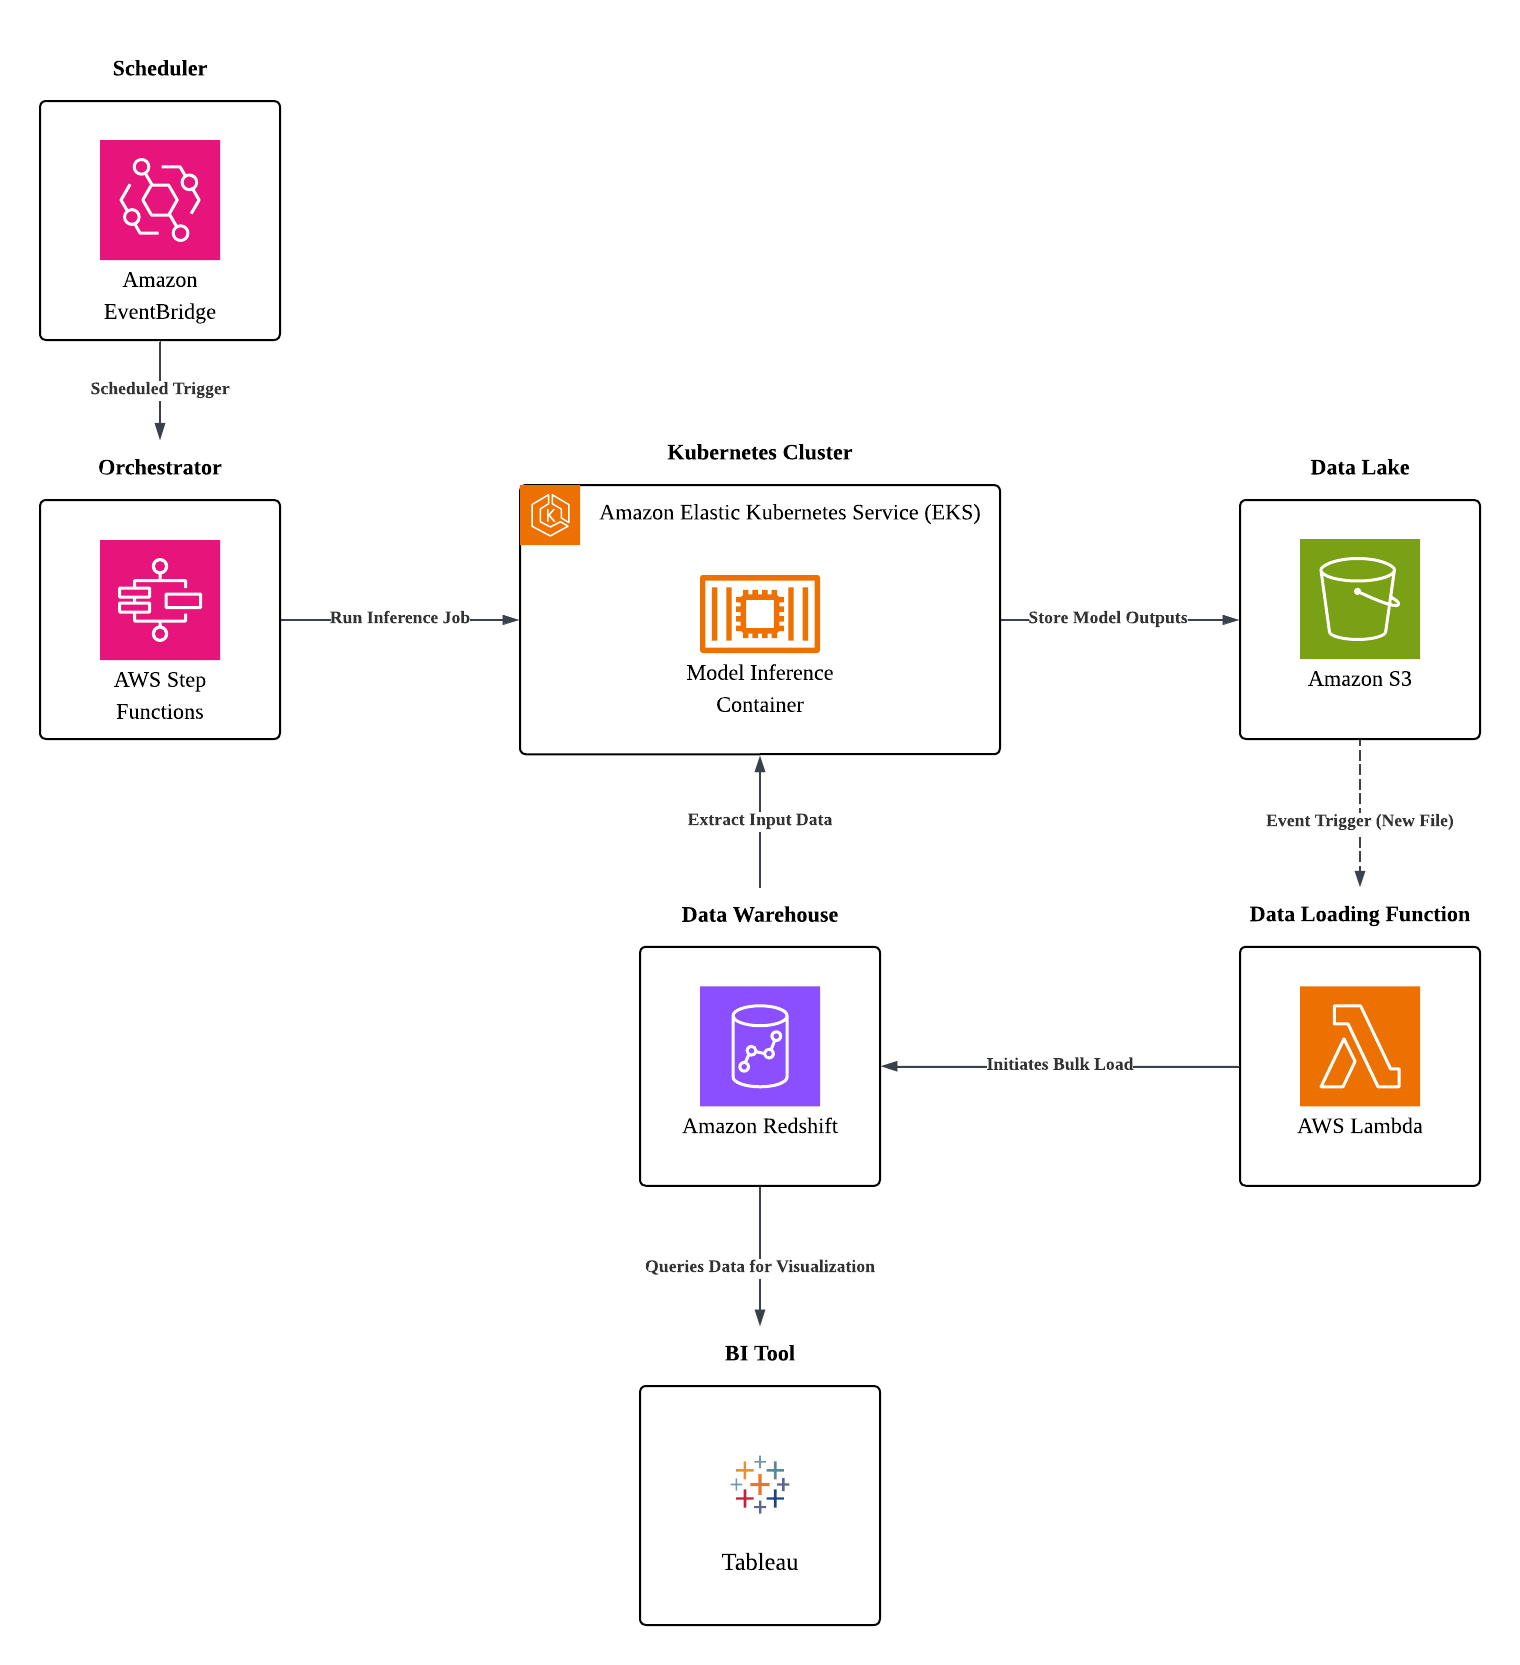 Scheduler
Amazon
EventBridge
Scheduled Trigger
Orchestrator
AWS Step
Functions
Run Inference Job
Kubernetes Cluster
Amazon Elastic Kubernetes Service (EKS)
K
Model Inference
Container
Store Model Outputs
Data Lake
Amazon S3
Extract Input Data
Event Trigger (New File)
Data Warehouse
Amazon Redshift
Initiates Bulk Load
Data Loading Function
AWS Lambda
Queries Data for Visualization
BI Tool
Tableau